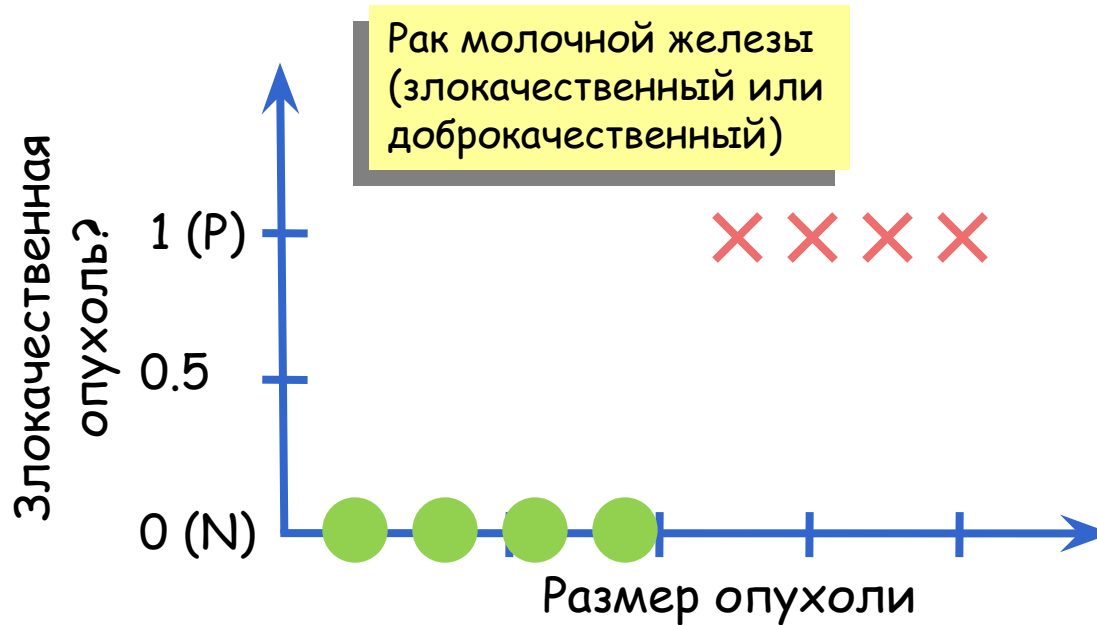 Рак молочной железы
(злокачественный или
доброкачественный)
Злокачественная
опухоль?
1 (P)
0.5
0 (N)
Размер опухоли